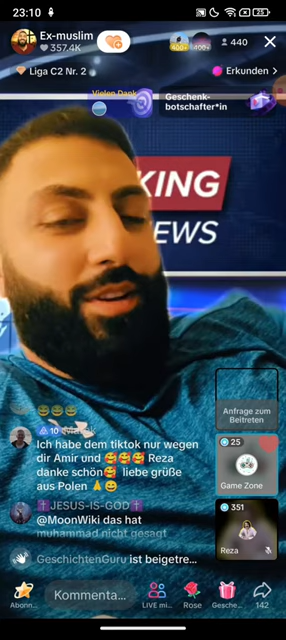 23:10
25
Ex-muslim
357.4K
440
Liga C2 Nr. 2
Erkunden >
Vielen Dank
Geschenk-
botschafter*in
KING
EWS
10
Ich habe dem tiktok nur wegen
dir Amir und 🥰🥰🥰 Reza
danke schön🥰 liebe grüße
aus Polen 🙏😀
✝️JESUS-IS-GOD✝️
@MoonWiki das hat
muhammad nicht gesagt
GeschichtenGuru ist beigetre...
Anfrage zum
Beitreten
25
Game Zone
351
Reza
Abonn...
Kommenta...
LIVE mi...
Rose
Gesche...
142